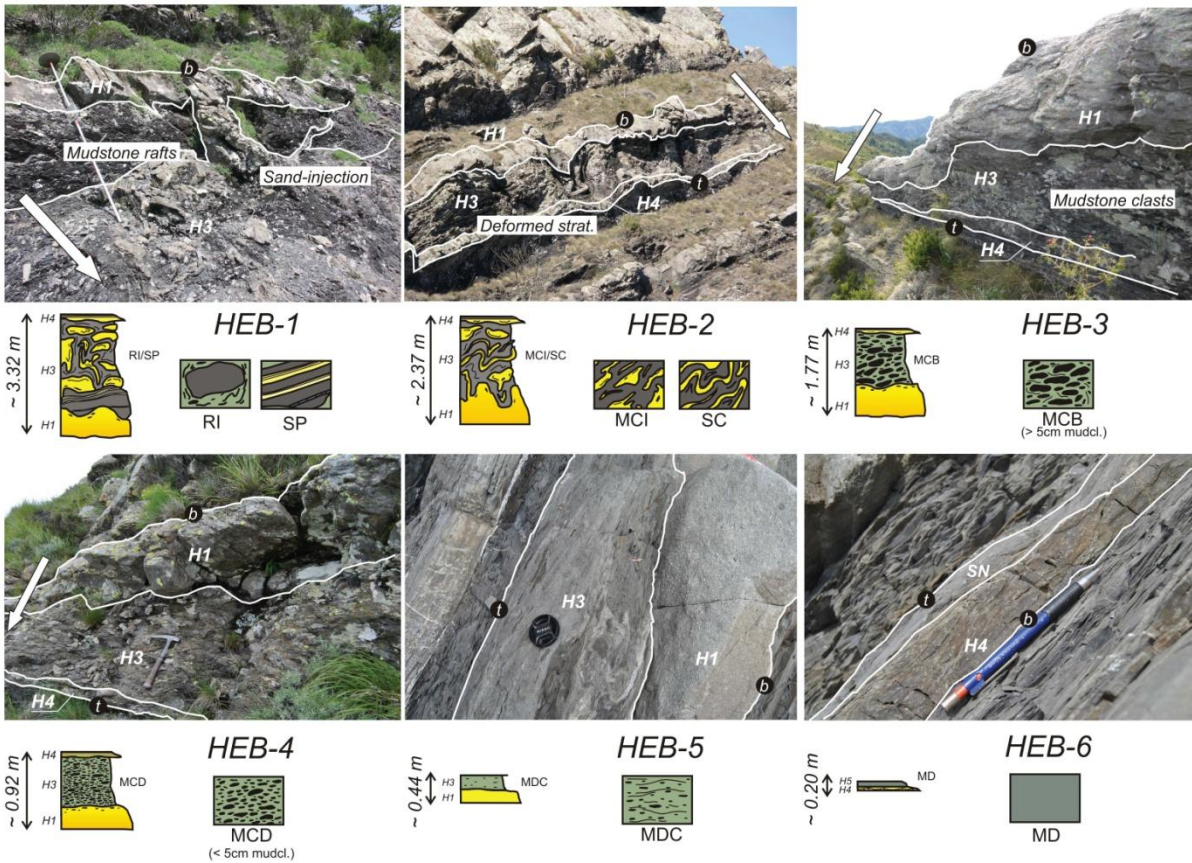 H1
b
Mudstone rafts
Sand-injection
H3
H1
b
t
H3
H4
Deformed strat.
b
H1
H3
Mudstone clasts
t
H4
~ 3.32 m
H4
H3
H1
RI/SP
HEB-1
RI
SP
~ 2.37 m
H4
H3
H1
MCI/SC
HEB-2
MCI
SC
~ 1.77 m
H4
H3
H1
MCB
HEB-3
MCB
(> 5cm mudcl.)
b
H1
H3
H4
t
H3
t
H1
b
SN
t
b
H4
~ 0.92 m
H4
H3
H1
MCD
HEB-4
MCD
(< 5cm mudcl.)
~ 0.44 m
H3
H1
MDC
HEB-5
MDC
~ 0.20 m
H5
H4
MD
HEB-6
MD